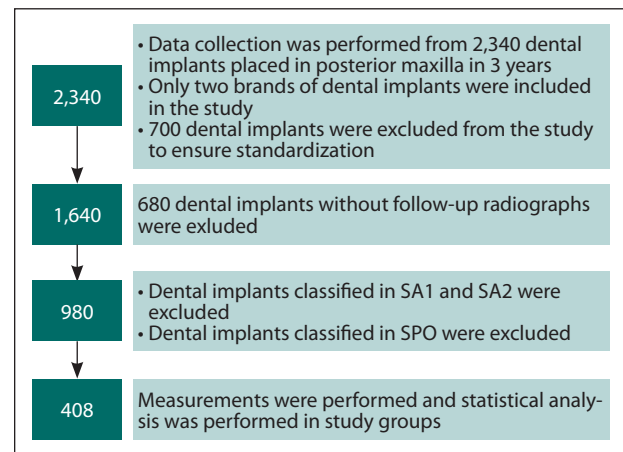 2,340
• Data collection was performed from 2,340 dental
implants placed in posterior maxilla in 3 years
• Only two brands of dental implants were included
in the study
• 700 dental implants were excluded from the study
to ensure standardization
1,640
680 dental implants without follow-up radiographs
were exluded
980
• Dental implants classified in SA1 and SA2 were
excluded
• Dental implants classified in SPO were excluded
408
Measurements were performed and statistical analy-
sis was performed in study groups